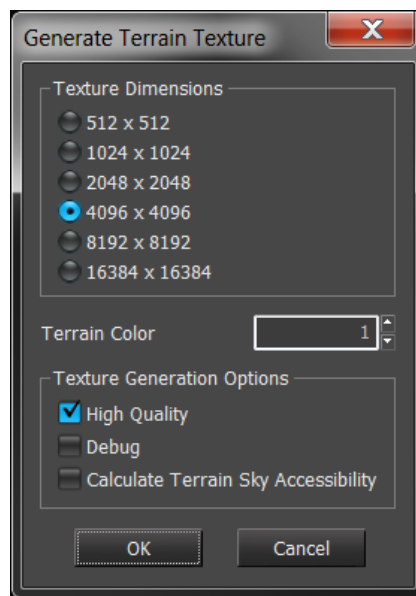 Generate Terrain Texture
Texture Dimensions
512 x 512
1024 x 1024
2048 x 2048
4096 x 4096
8192 x 8192
16384 x 16384
Terrain Color 1
Texture Generation Options
High Quality
Debug
Calculate Terrain Sky Accessibility
OK Cancel